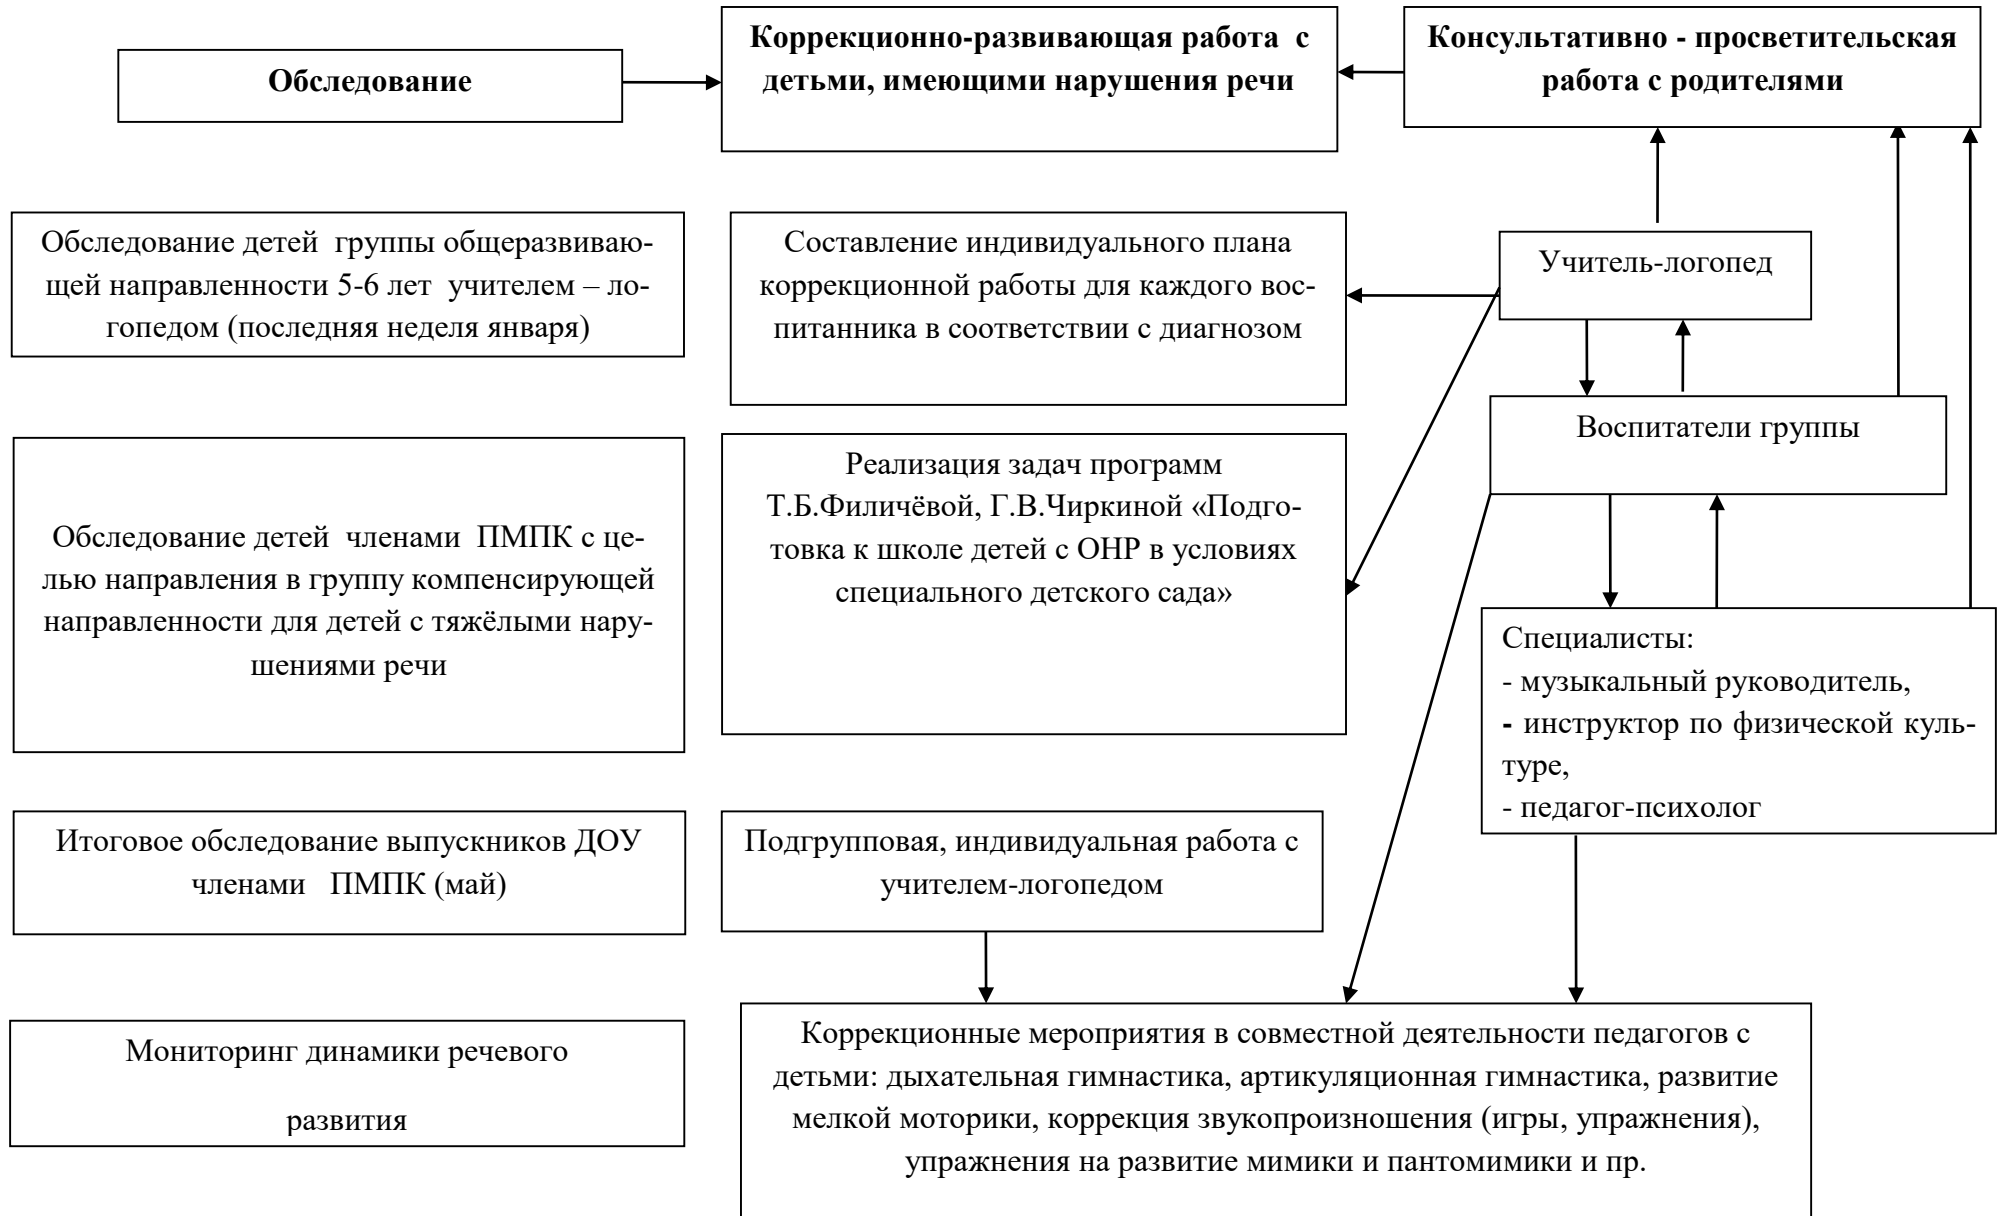 Обследование
Коррекционно-развивающая работа  с
детьми, имеющими нарушения речи
Консультативно - просветительская
работа с родителями
Обследование детей  группы общеразвиваю-
щей направленности 5-6 лет  учителем – ло-
гопедом (последняя неделя января)
Составление индивидуального плана
коррекционной работы для каждого вос-
питанника в соответствии с диагнозом
Учитель-логопед
Воспитатели группы
Обследование детей  членами  ПМПК с це-
лью направления в группу компенсирующей
направленности для детей с тяжёлыми нару-
шениями речи
Реализация задач программ
Т.Б.Филичёвой, Г.В.Чиркиной «Подго-
товка к школе детей с ОНР в условиях
специального детского сада»
Специалисты:
- музыкальный руководитель,
- инструктор по физической куль-
туре,
- педагог-психолог
Итоговое обследование выпускников ДОУ
членами   ПМПК (май)
Подгрупповая, индивидуальная работа с
учителем-логопедом
Мониторинг динамики речевого
развития
Коррекционные мероприятия в совместной деятельности педагогов с
детьми: дыхательная гимнастика, артикуляционная гимнастика, развитие
мелкой моторики, коррекция звукопроизношения (игры, упражнения),
упражнения на развитие мимики и пантомимики и пр.